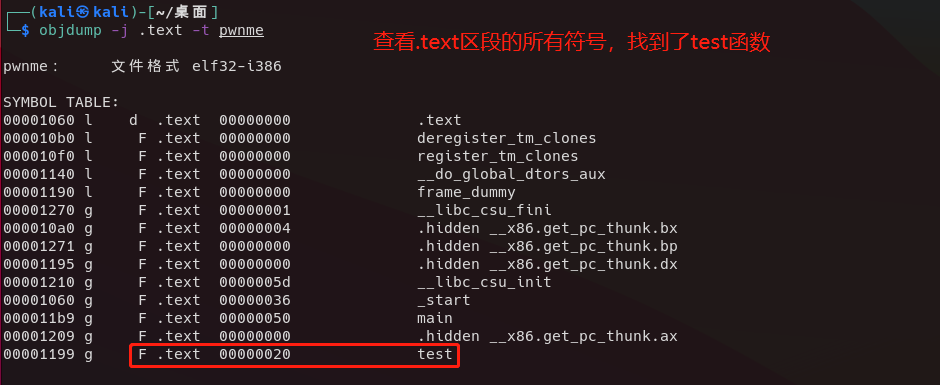 ┌──(kali㉿kali)-[~/桌面]
└─$ objdump -j .text -t pwnme
查看.text区段的所有符号，找到了test函数
pwnme：      文件格式 elf32-i386
SYMBOL TABLE:
00001060 l    d  .text  00000000              .text
000010b0 l     F .text  00000000              deregister_tm_clones
000010f0 l     F .text  00000000              register_tm_clones
00001140 l     F .text  00000000              __do_global_dtors_aux
00001190 l     F .text  00000000              frame_dummy
00001270 g     F .text  00000001              __libc_csu_fini
000010a0 g     F .text  00000004              .hidden __x86.get_pc_thunk.bx
00001271 g     F .text  00000000              .hidden __x86.get_pc_thunk.bp
00001195 g     F .text  00000000              .hidden __x86.get_pc_thunk.dx
00001210 g     F .text  0000005d              __libc_csu_init
00001060 g     F .text  00000036              _start
000011b9 g     F .text  00000050              main
00001209 g     F .text  00000000              .hidden __x86.get_pc_thunk.ax
00001199 g     F .text  00000020              test